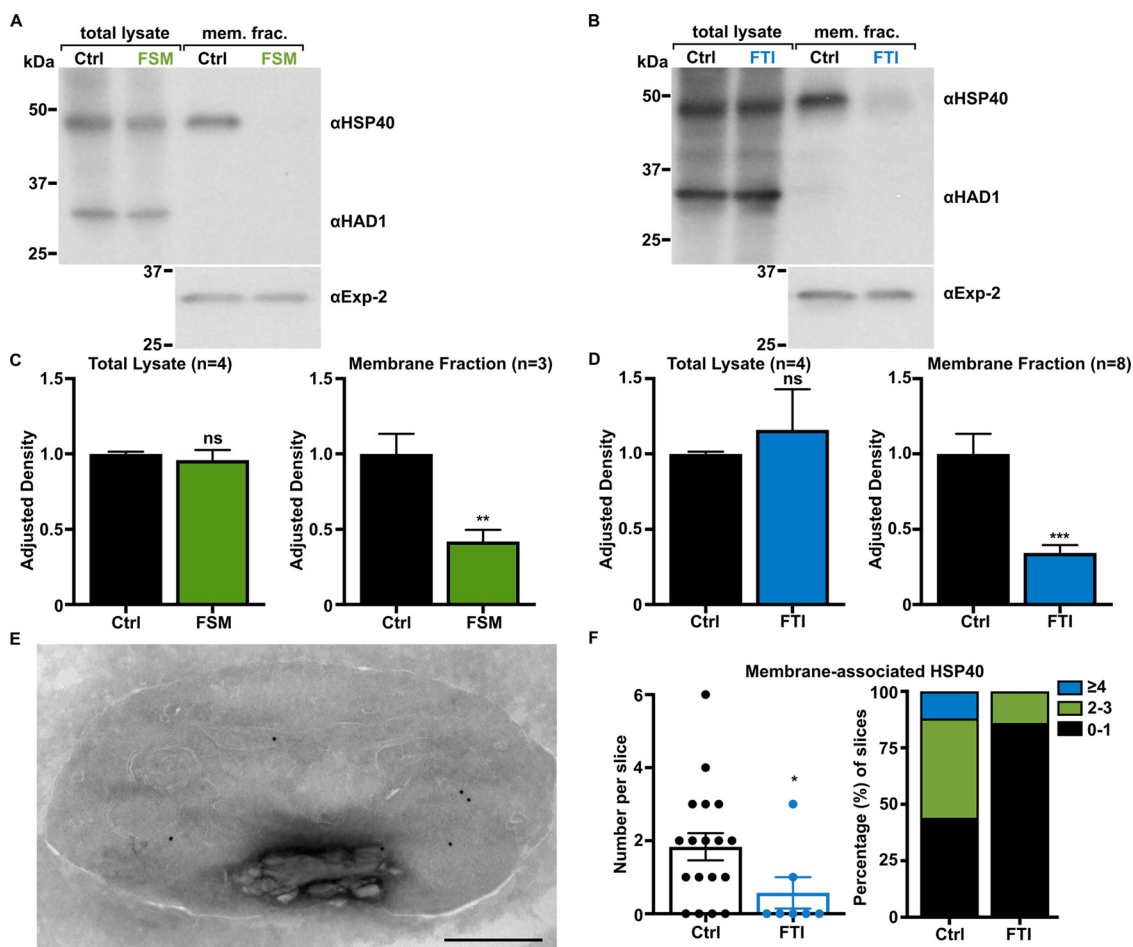 A
total lysate mem. frac.
kDa Ctrl FSM Ctrl FSM
50
αHSP40
37
αHAD1
25
37
αExp-2
25
B
total lysate mem. frac.
kDa Ctrl FTI Ctrl FTI
50
αHSP40
37
αHAD1
25
37
αExp-2
25
C
Total Lysate (n=4)
Adjusted Density
1.5
1.0
0.5
0
ns
Ctrl FSM
Membrane Fraction (n=3)
Adjusted Density
1.5
1.0
0.5
0
**
Ctrl FSM
D
Total Lysate (n=4)
Adjusted Density
1.5
1.0
0.5
0
ns
Ctrl FTI
Membrane Fraction (n=8)
Adjusted Density
1.5
1.0
0.5
0
***
Ctrl FTI
E
F
Membrane-associated HSP40
Number per slice
6
4
2
0
*
Ctrl FTI
Percentage (%) of slices
100
75
50
25
0
Ctrl FTI
≥4
2-3
0-1